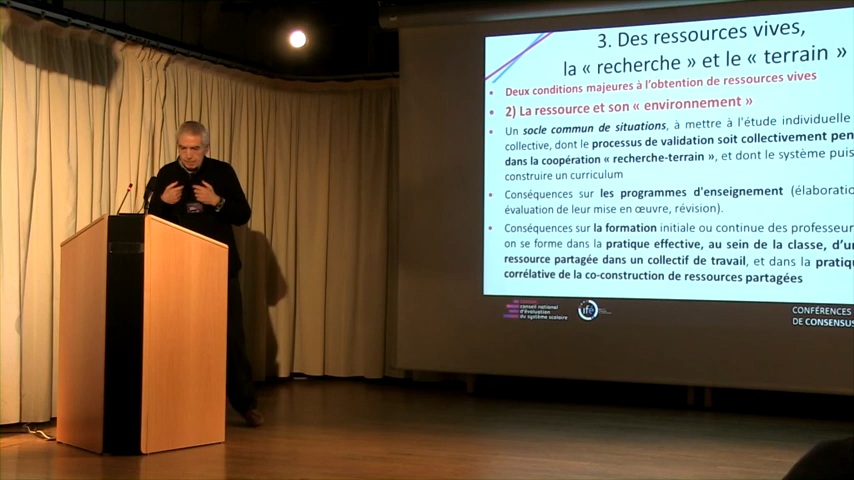 3. Des ressources vives,
la « recherche » et le « terrain »
• Deux conditions majeures à l'obtention de ressources vives
• 2) La ressource et son « environnement »
• Un socle commun de situations, à mettre à l'étude individuelle
collective, dont le processus de validation soit collectivement pen
dans la coopération « recherche-terrain », et dont le système puis
construire un curriculum
• Conséquences sur les programmes d'enseignement (élaboratio
évaluation de leur mise en œuvre, révision).
• Conséquences sur la formation initiale ou continue des professeur
on se forme dans la pratique effective, au sein de la classe, d'un
ressource partagée dans un collectif de travail, et dans la pratiq
corrélative de la co-construction de ressources partagées
conseil national
d'évaluation
du système scolaire
ifé
CONFÉRENCES
DE CONSENSUS